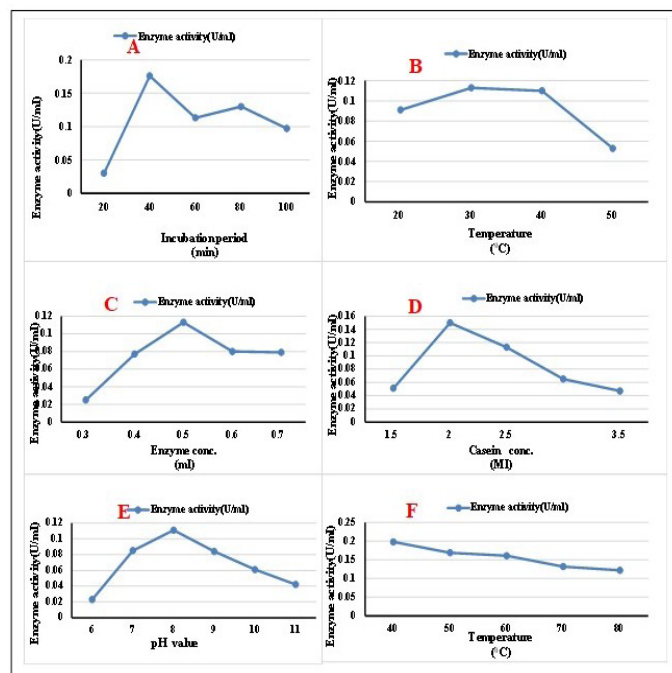 A
Enzyme activity(U/ml)
Enzyme activity(U/ml)
0.2
0.15
0.1
0.05
0
20 40 60 80 100
Incubation period
(min)
B
Enzyme activity(U/ml)
Enzyme activity(U/ml)
0.12
0.1
0.08
0.06
0.04
0.02
0
20 30 40 50
Temperature
(°C)
C
Enzyme activity(U/ml)
Enzyme activity(U/ml)
0.12
0.1
0.08
0.06
0.04
0.02
0
0.3 0.4 0.5 0.6 0.7
Enzyme conc.
(ml)
D
Enzyme activity(U/ml)
Enzyme activity(U/ml)
0.16
0.14
0.12
0.1
0.08
0.06
0.04
0.02
0
1.5 2 2.5 3.5
Casein conc.
(MI)
E
Enzyme activity(U/ml)
Enzyme activity(U/ml)
0.12
0.1
0.08
0.06
0.04
0.02
0
6 7 8 9 10 11
pH value
F
Enzyme activity(U/ml)
Enzyme activity(U/ml)
0.25
0.2
0.15
0.1
0.05
0
40 50 60 70 80
Temperature
(°C)